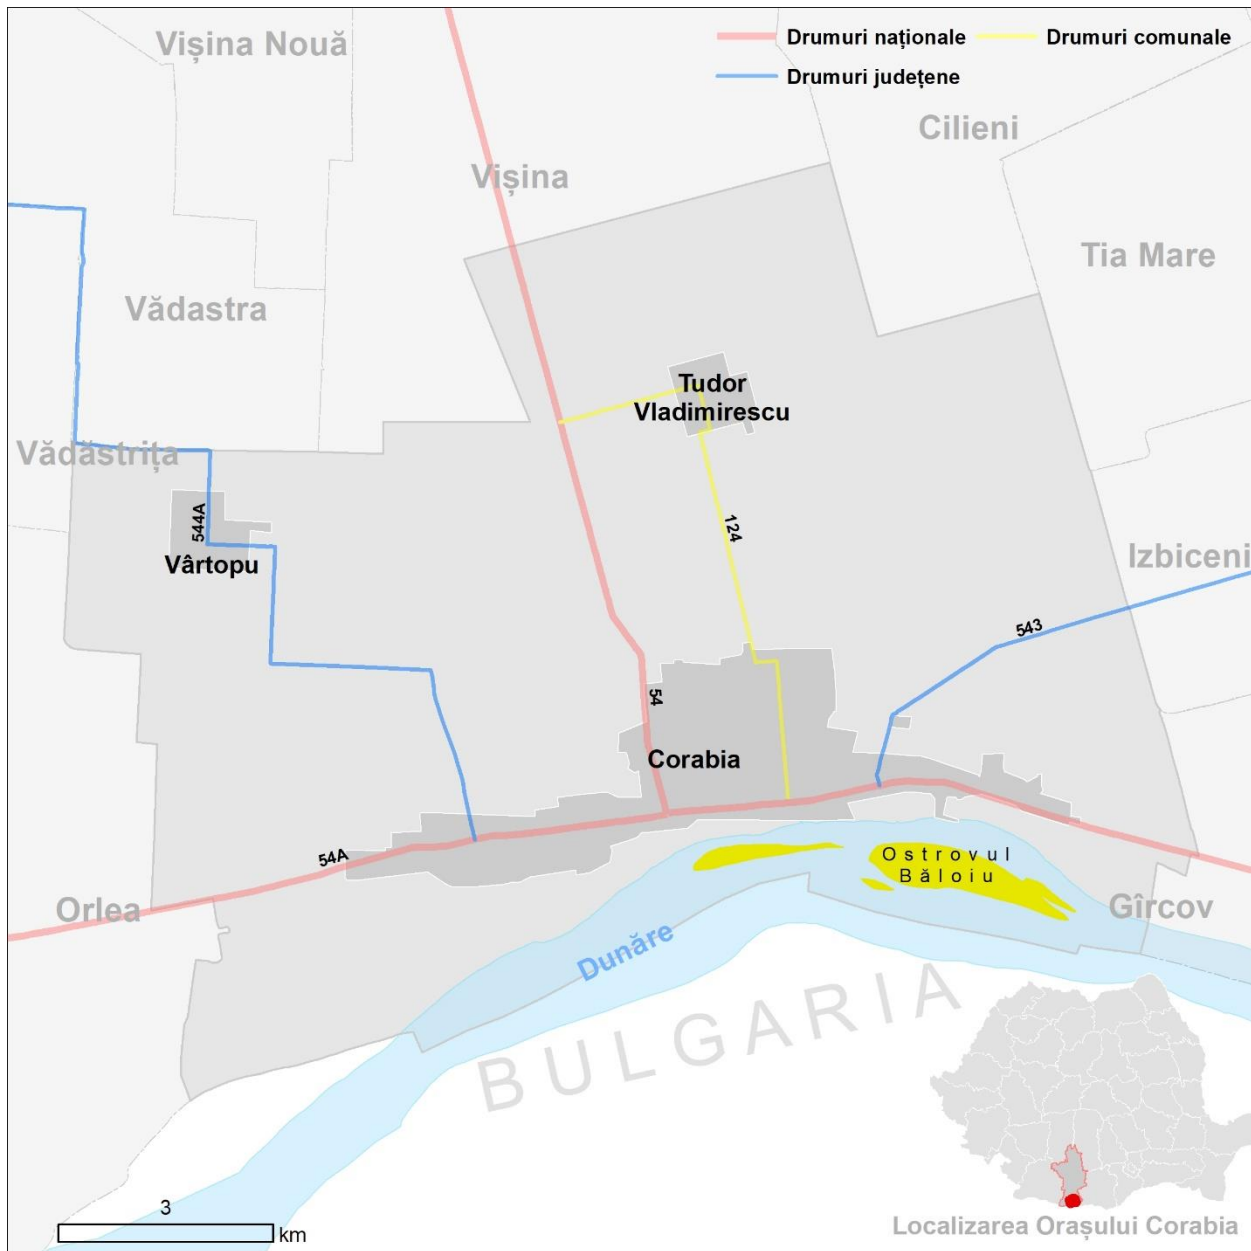 Vișina Nouă
Drumuri naționale
Drumuri comunale
Drumuri județene
Cilieni
Vișina
Tia Mare
Vădastra
Tudor
Vladimirescu
Vădăstrița
544A
124
Vârtopu
Izbiceni
543
54
Corabia
54A
Ostrovul
Băloiu
Orlea
Gîrcov
Dunăre
BULGARIA
3
km
Localizarea Orașului Corabia